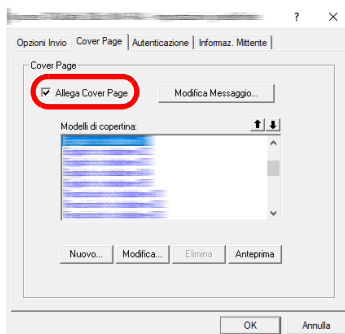 ?
Opzioni Invio Cover Page Autenticazione Informaz. Mittente
Cover Page
Allega Cover Page Modifica Messaggio...
Modelli di copertina:
Nuovo... Modifica... Elimina Anteprima
OK Annulla